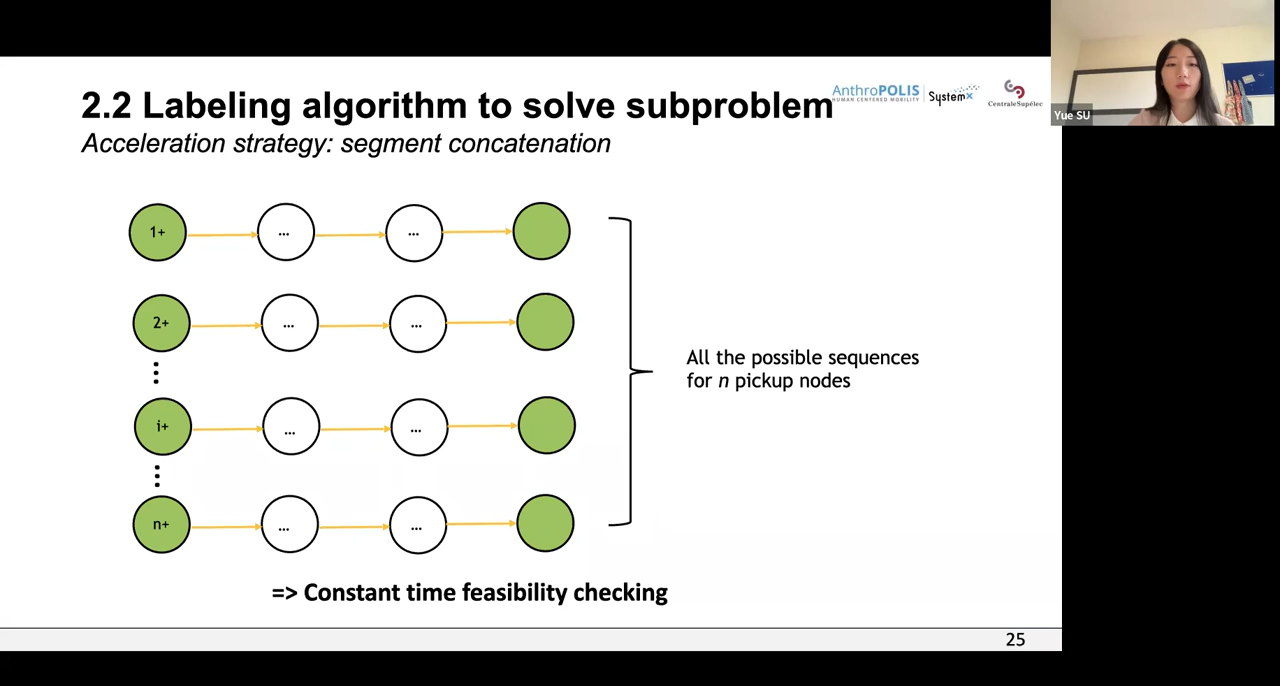 2.2 Labeling algorithm to solve subproblem
Acceleration strategy: segment concatenation
AnthroPOLIS
HUMAN CENTERED MOBILITY
SystemX
CentraleSupélec
Yue SU
1+
...
...
2+
...
...
i+
...
...
n+
...
...
All the possible sequences
for n pickup nodes
=> Constant time feasibility checking
25